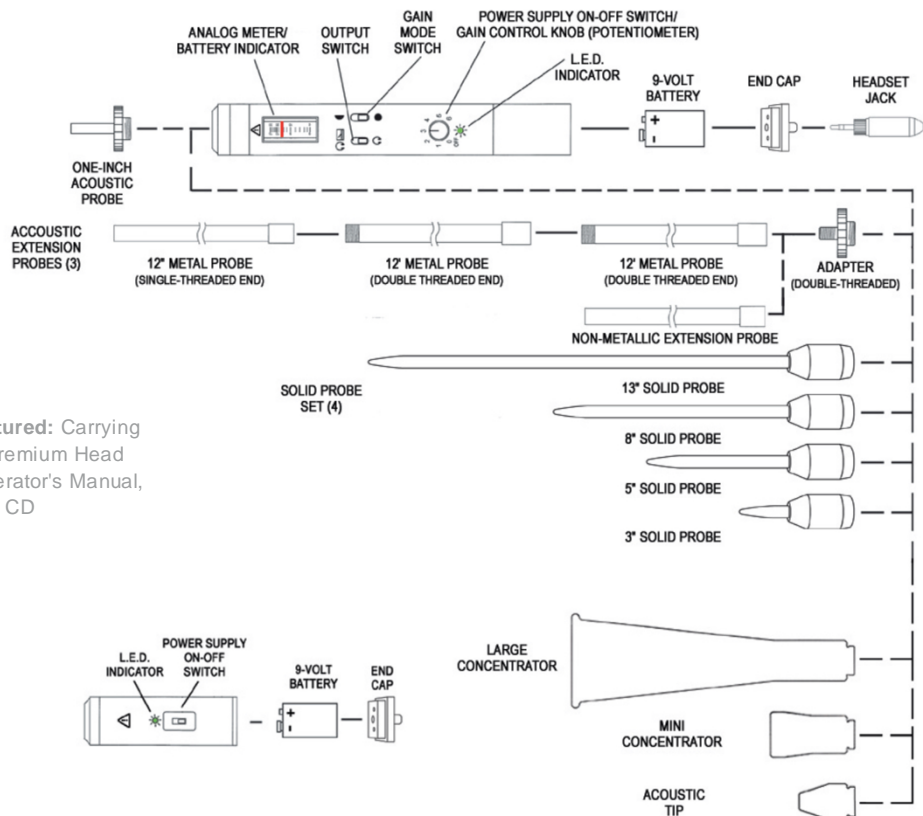 ANALOG METER/
BATTERY INDICATOR
OUTPUT
SWITCH
GAIN
MODE
SWITCH
POWER SUPPLY ON-OFF SWITCH/
GAIN CONTROL KNOB (POTENTIOMETER)
L.E.D.
INDICATOR
9-VOLT
BATTERY
END CAP
HEADSET
JACK
ONE-INCH
ACOUSTIC
PROBE
ACCOUSTIC
EXTENSION
PROBES (3)
12" METAL PROBE
(SINGLE-THREADED END)
12' METAL PROBE
(DOUBLE THREADED END)
12' METAL PROBE
(DOUBLE THREADED END)
ADAPTER
(DOUBLE-THREADED)
NON-METALLIC EXTENSION PROBE
SOLID PROBE
SET (4)
13" SOLID PROBE
8" SOLID PROBE
5" SOLID PROBE
3" SOLID PROBE
tured: Carrying
remium Head
erator's Manual,
CD
LARGE
CONCENTRATOR
MINI
CONCENTRATOR
ACOUSTIC
TIP
L.E.D.
INDICATOR
POWER SUPPLY
ON-OFF
SWITCH
9-VOLT
BATTERY
END
CAP